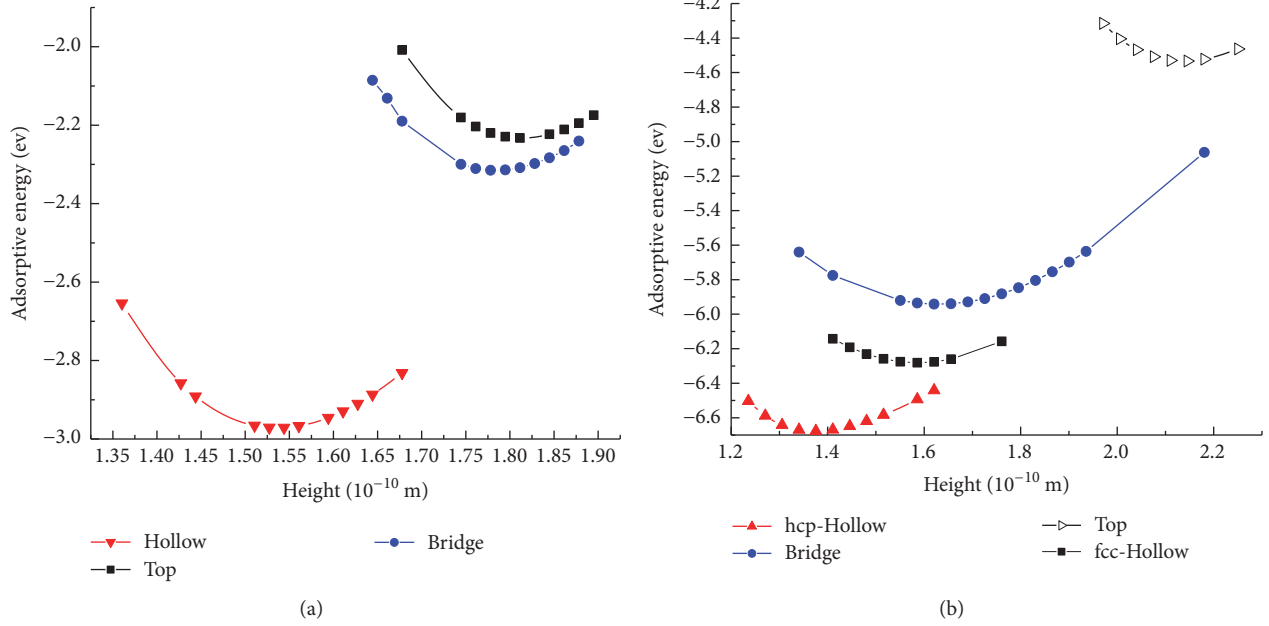 −2.0
−2.2
−2.4
−2.6
−2.8
−3.0
Adsorptive energy (ev)
1.35 1.40 1.45 1.50 1.55 1.60 1.65 1.70 1.75 1.80 1.85 1.90
Height (10⁻¹⁰ m)
Hollow
Top
Bridge
(a)
−4.2
−4.4
−4.6
−4.8
−5.0
−5.2
−5.4
−5.6
−5.8
−6.0
−6.2
−6.4
−6.6
Adsorptive energy (ev)
1.2 1.4 1.6 1.8 2.0 2.2
Height (10⁻¹⁰ m)
hcp-Hollow
Bridge
Top
fcc-Hollow
(b)